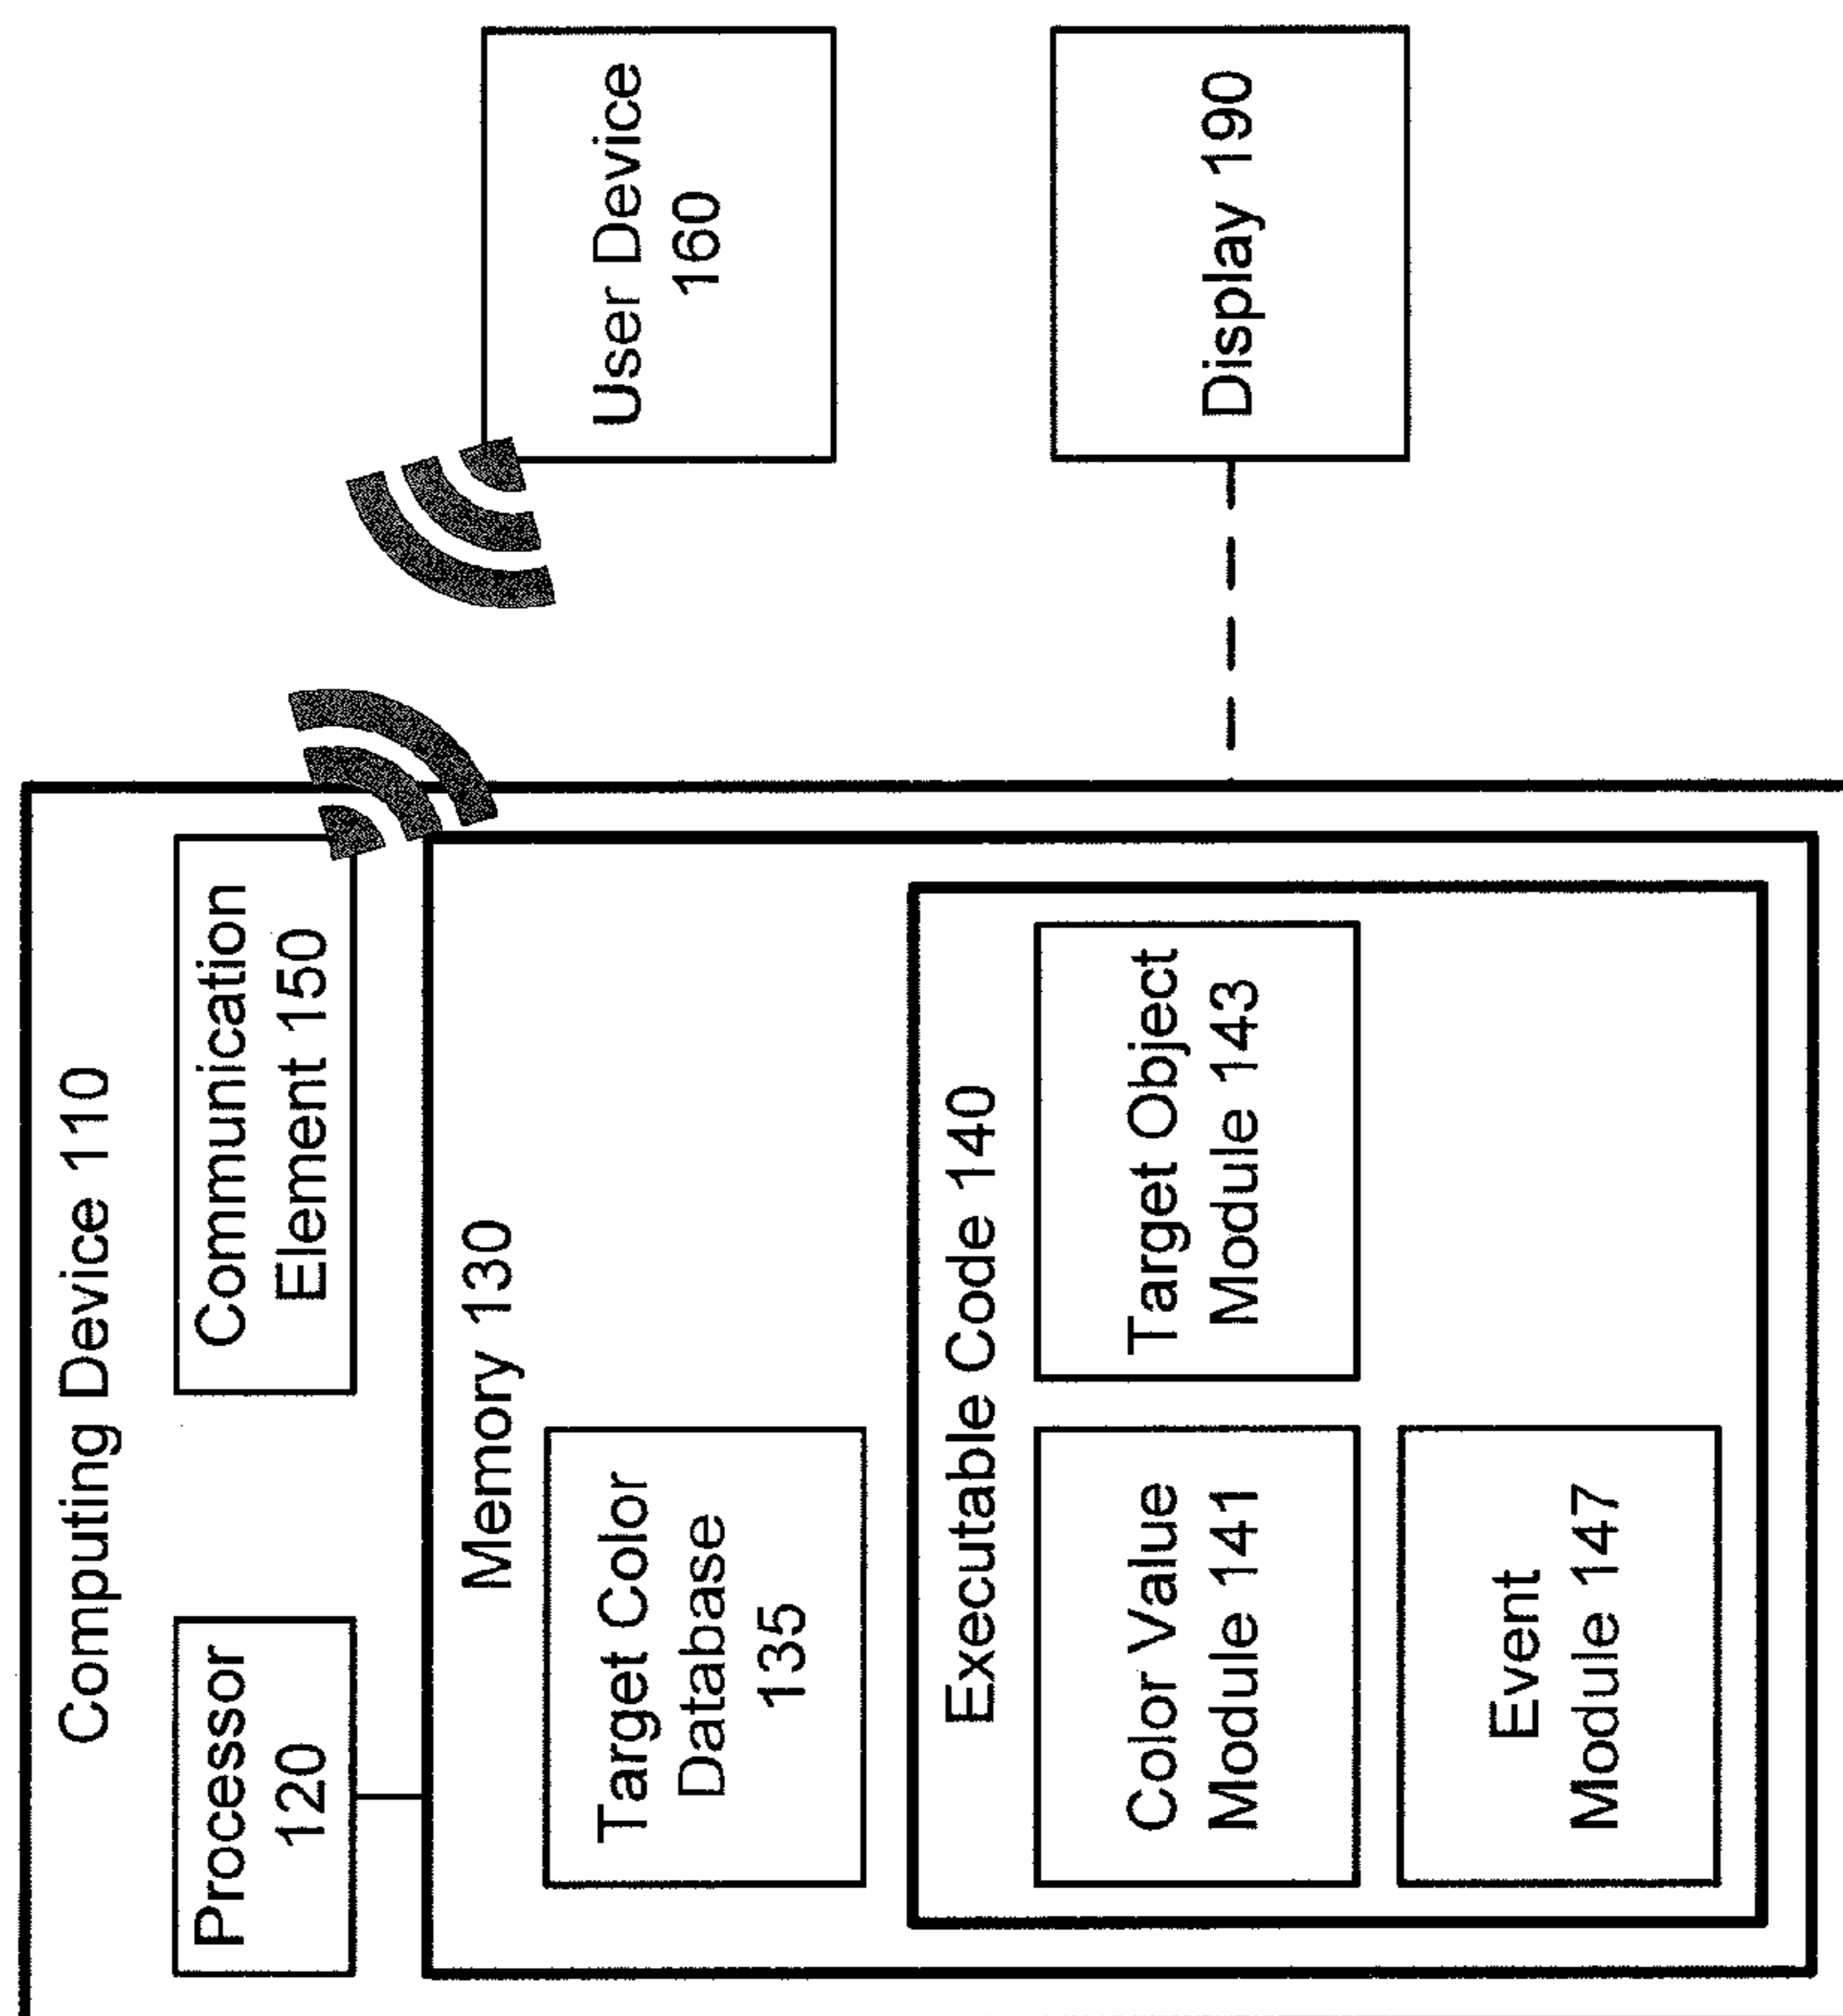 Computing Device 110
Processor
120
Communication
Element 150
Memory 130
Target Color
Database
135
Executable Code 140
Color Value
Module 141
Target Object
Module 143
Event
Module 147
User Device
160
Display 190